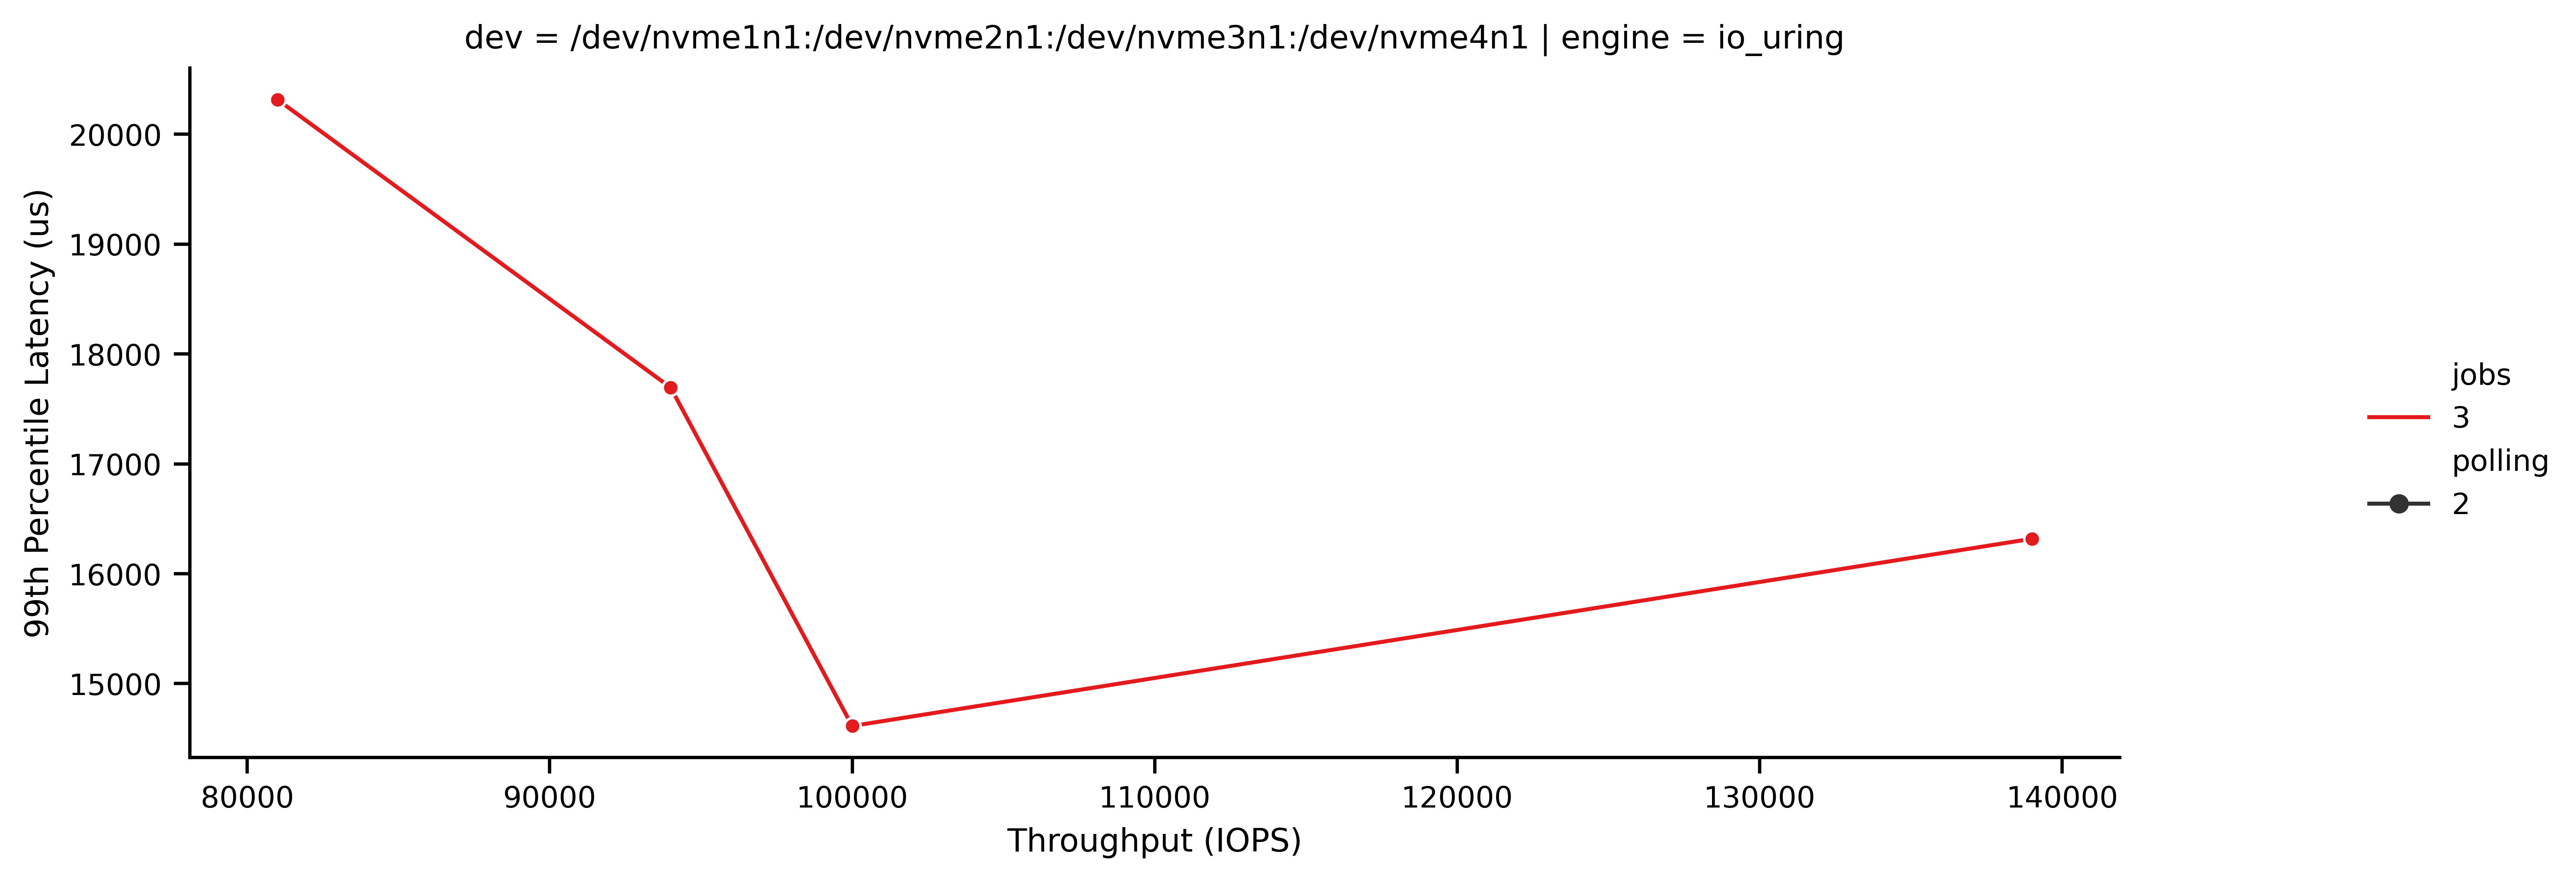 dev = /dev/nvme1n1:/dev/nvme2n1:/dev/nvme3n1:/dev/nvme4n1 | engine = io_uring
99th Percentile Latency (us)
20000
19000
18000
17000
16000
15000
80000 90000 100000 110000 120000 130000 140000
Throughput (IOPS)
jobs
3
polling
2